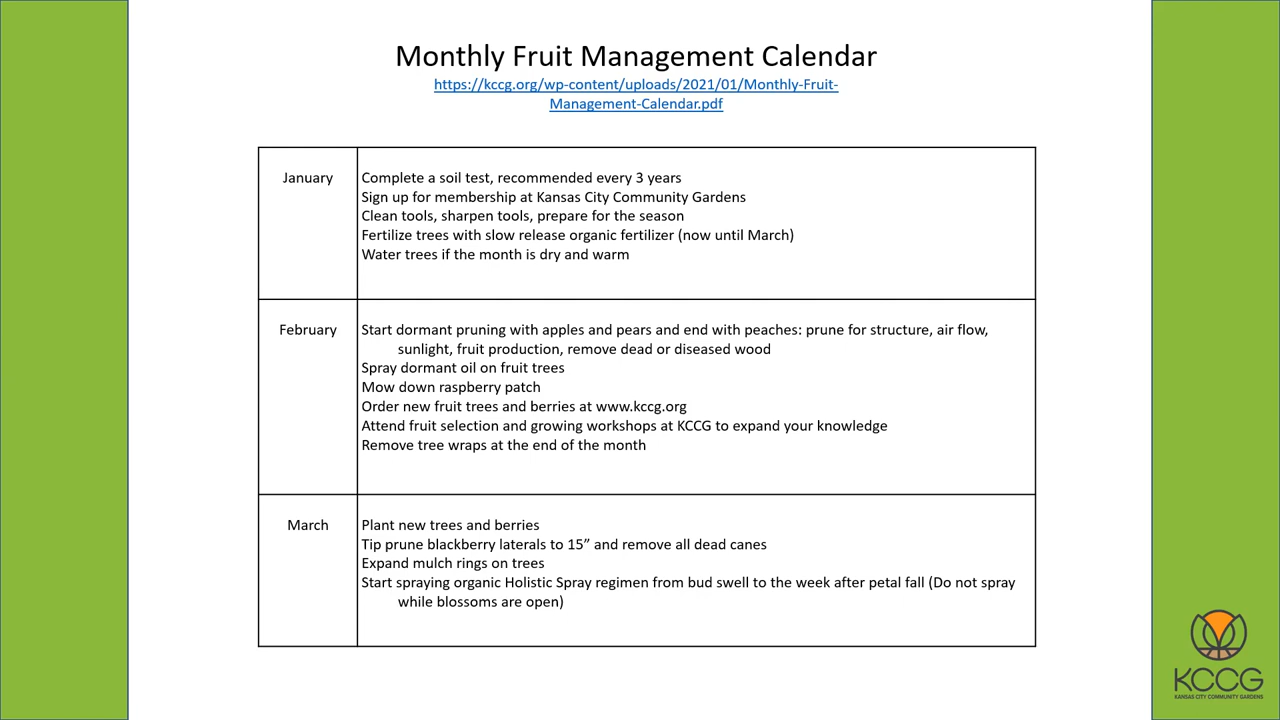 Monthly Fruit Management Calendar
https://kccg.org/wp-content/uploads/2021/01/Monthly-Fruit-
Management-Calendar.pdf
January
Complete a soil test, recommended every 3 years
Sign up for membership at Kansas City Community Gardens
Clean tools, sharpen tools, prepare for the season
Fertilize trees with slow release organic fertilizer (now until March)
Water trees if the month is dry and warm
February
Start dormant pruning with apples and pears and end with peaches: prune for structure, air flow,
sunlight, fruit production, remove dead or diseased wood
Spray dormant oil on fruit trees
Mow down raspberry patch
Order new fruit trees and berries at www.kccg.org
Attend fruit selection and growing workshops at KCCG to expand your knowledge
Remove tree wraps at the end of the month
March
Plant new trees and berries
Tip prune blackberry laterals to 15” and remove all dead canes
Expand mulch rings on trees
Start spraying organic Holistic Spray regimen from bud swell to the week after petal fall (Do not spray
while blossoms are open)
KCCG
KANSAS CITY COMMUNITY GARDENS